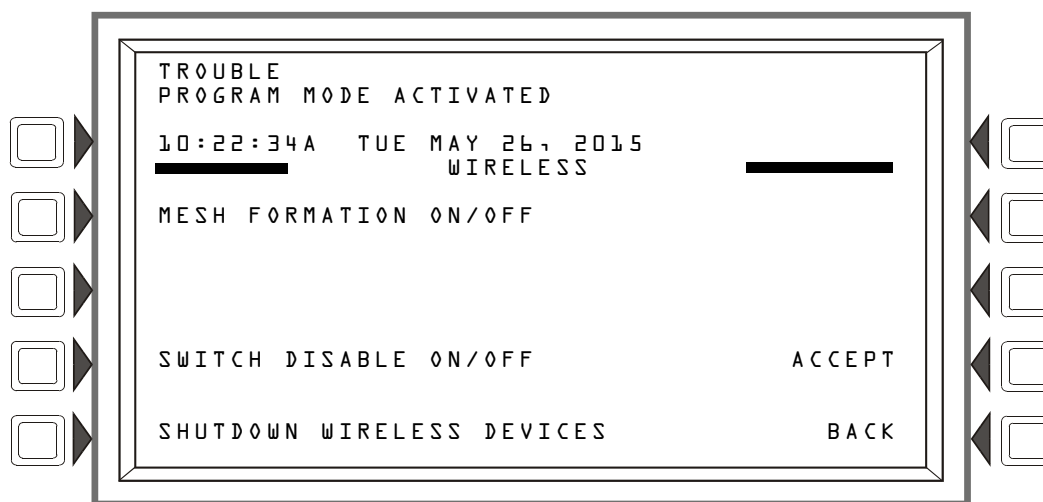 TROUBLE
PROGRAM MODE ACTIVATED
10:22:34A TUE MAY 26, 2015
WIRELESS
MESH FORMATION ON/OFF
SWITCH DISABLE ON/OFF ACCEPT
SHUTDOWN WIRELESS DEVICES BACK